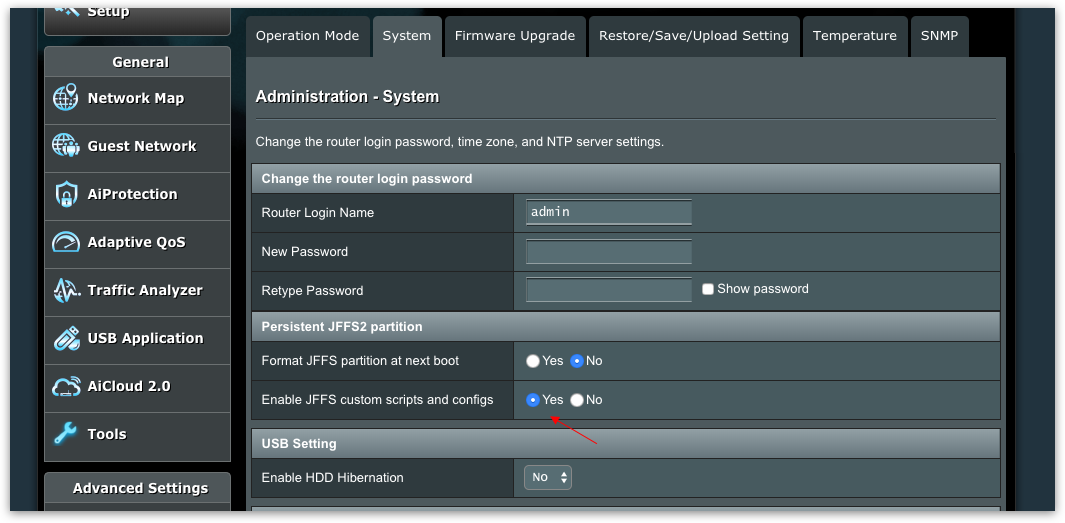 Setup
General
Network Map
Guest Network
AiProtection
Adaptive QoS
Traffic Analyzer
USB Application
AiCloud 2.0
Tools
Advanced Settings
Operation Mode System Firmware Upgrade Restore/Save/Upload Setting Temperature SNMP
Administration - System
Change the router login password, time zone, and NTP server settings.
Change the router login password
Router Login Name admin
New Password
Retype Password Show password
Persistent JFFS2 partition
Format JFFS partition at next boot Yes No
Enable JFFS custom scripts and configs Yes No
USB Setting
Enable HDD Hibernation No